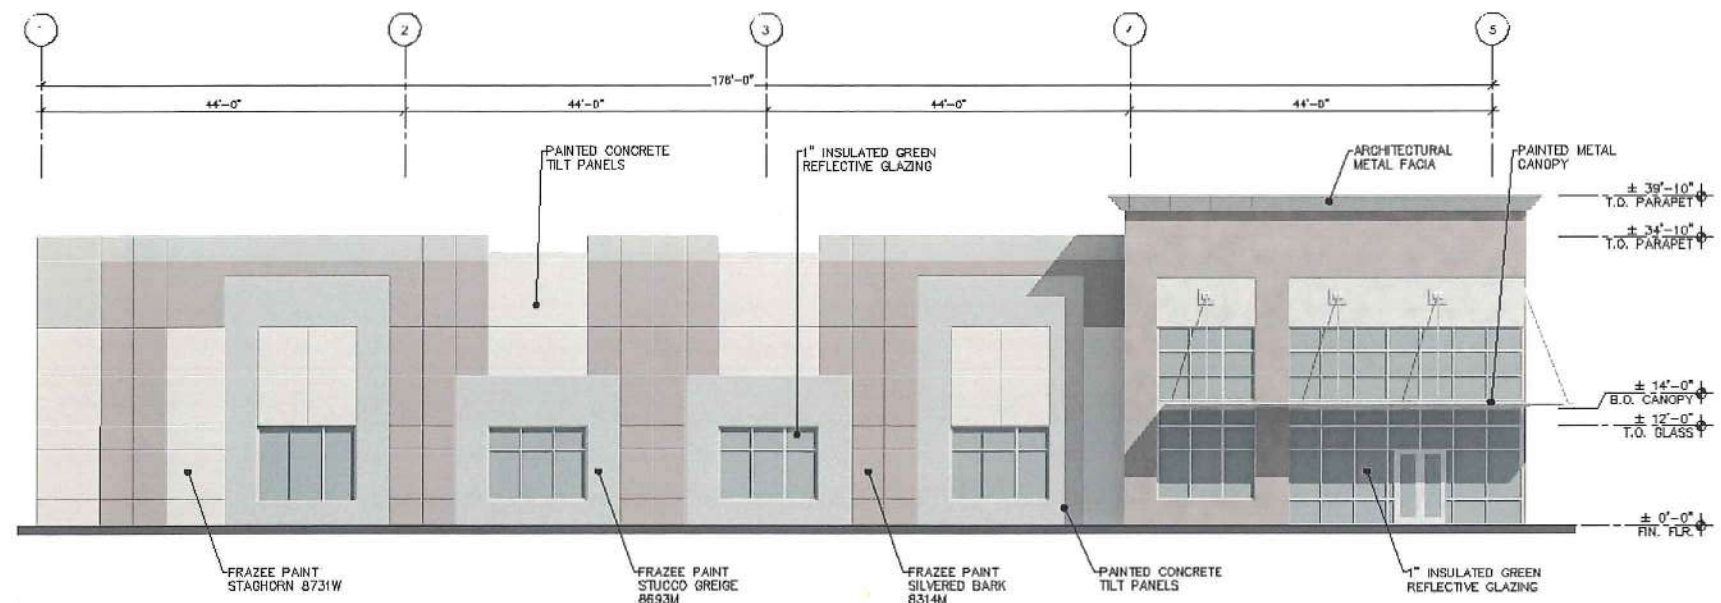 1
2
3
4
5
176'-0"
44'-0"
44'-0"
44'-0"
44'-0"
PAINTED CONCRETE
TILT PANELS
1" INSULATED GREEN
REFLECTIVE GLAZING
ARCHITECTURAL
METAL FACIA
PAINTED METAL
CANOPY
± 39'-10"
T.O. PARAPET
± 34'-10"
T.O. PARAPET
± 14'-0"
B.O. CANOPY
± 12'-0"
T.O. GLASS
± 0'-0"
FIN. FLR.
FRAZEE PAINT
STAGHORN 8731W
FRAZEE PAINT
STUCCO GREIGE
8693M
FRAZEE PAINT
SILVERED BARK
8314M
PAINTED CONCRETE
TILT PANELS
1" INSULATED GREEN
REFLECTIVE GLAZING